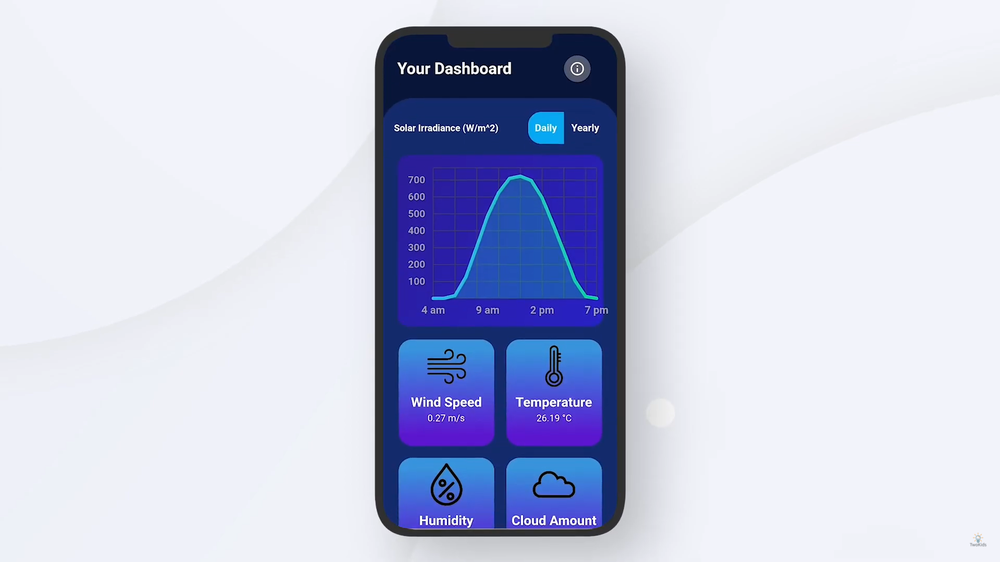 Your Dashboard
Solar Irradiance (W/m^2)
Daily
Yearly
700
600
500
400
300
200
100
4 am
9 am
2 pm
7 pm
Wind Speed
0.27 m/s
Temperature
26.19 °C
Humidity
Cloud Amount